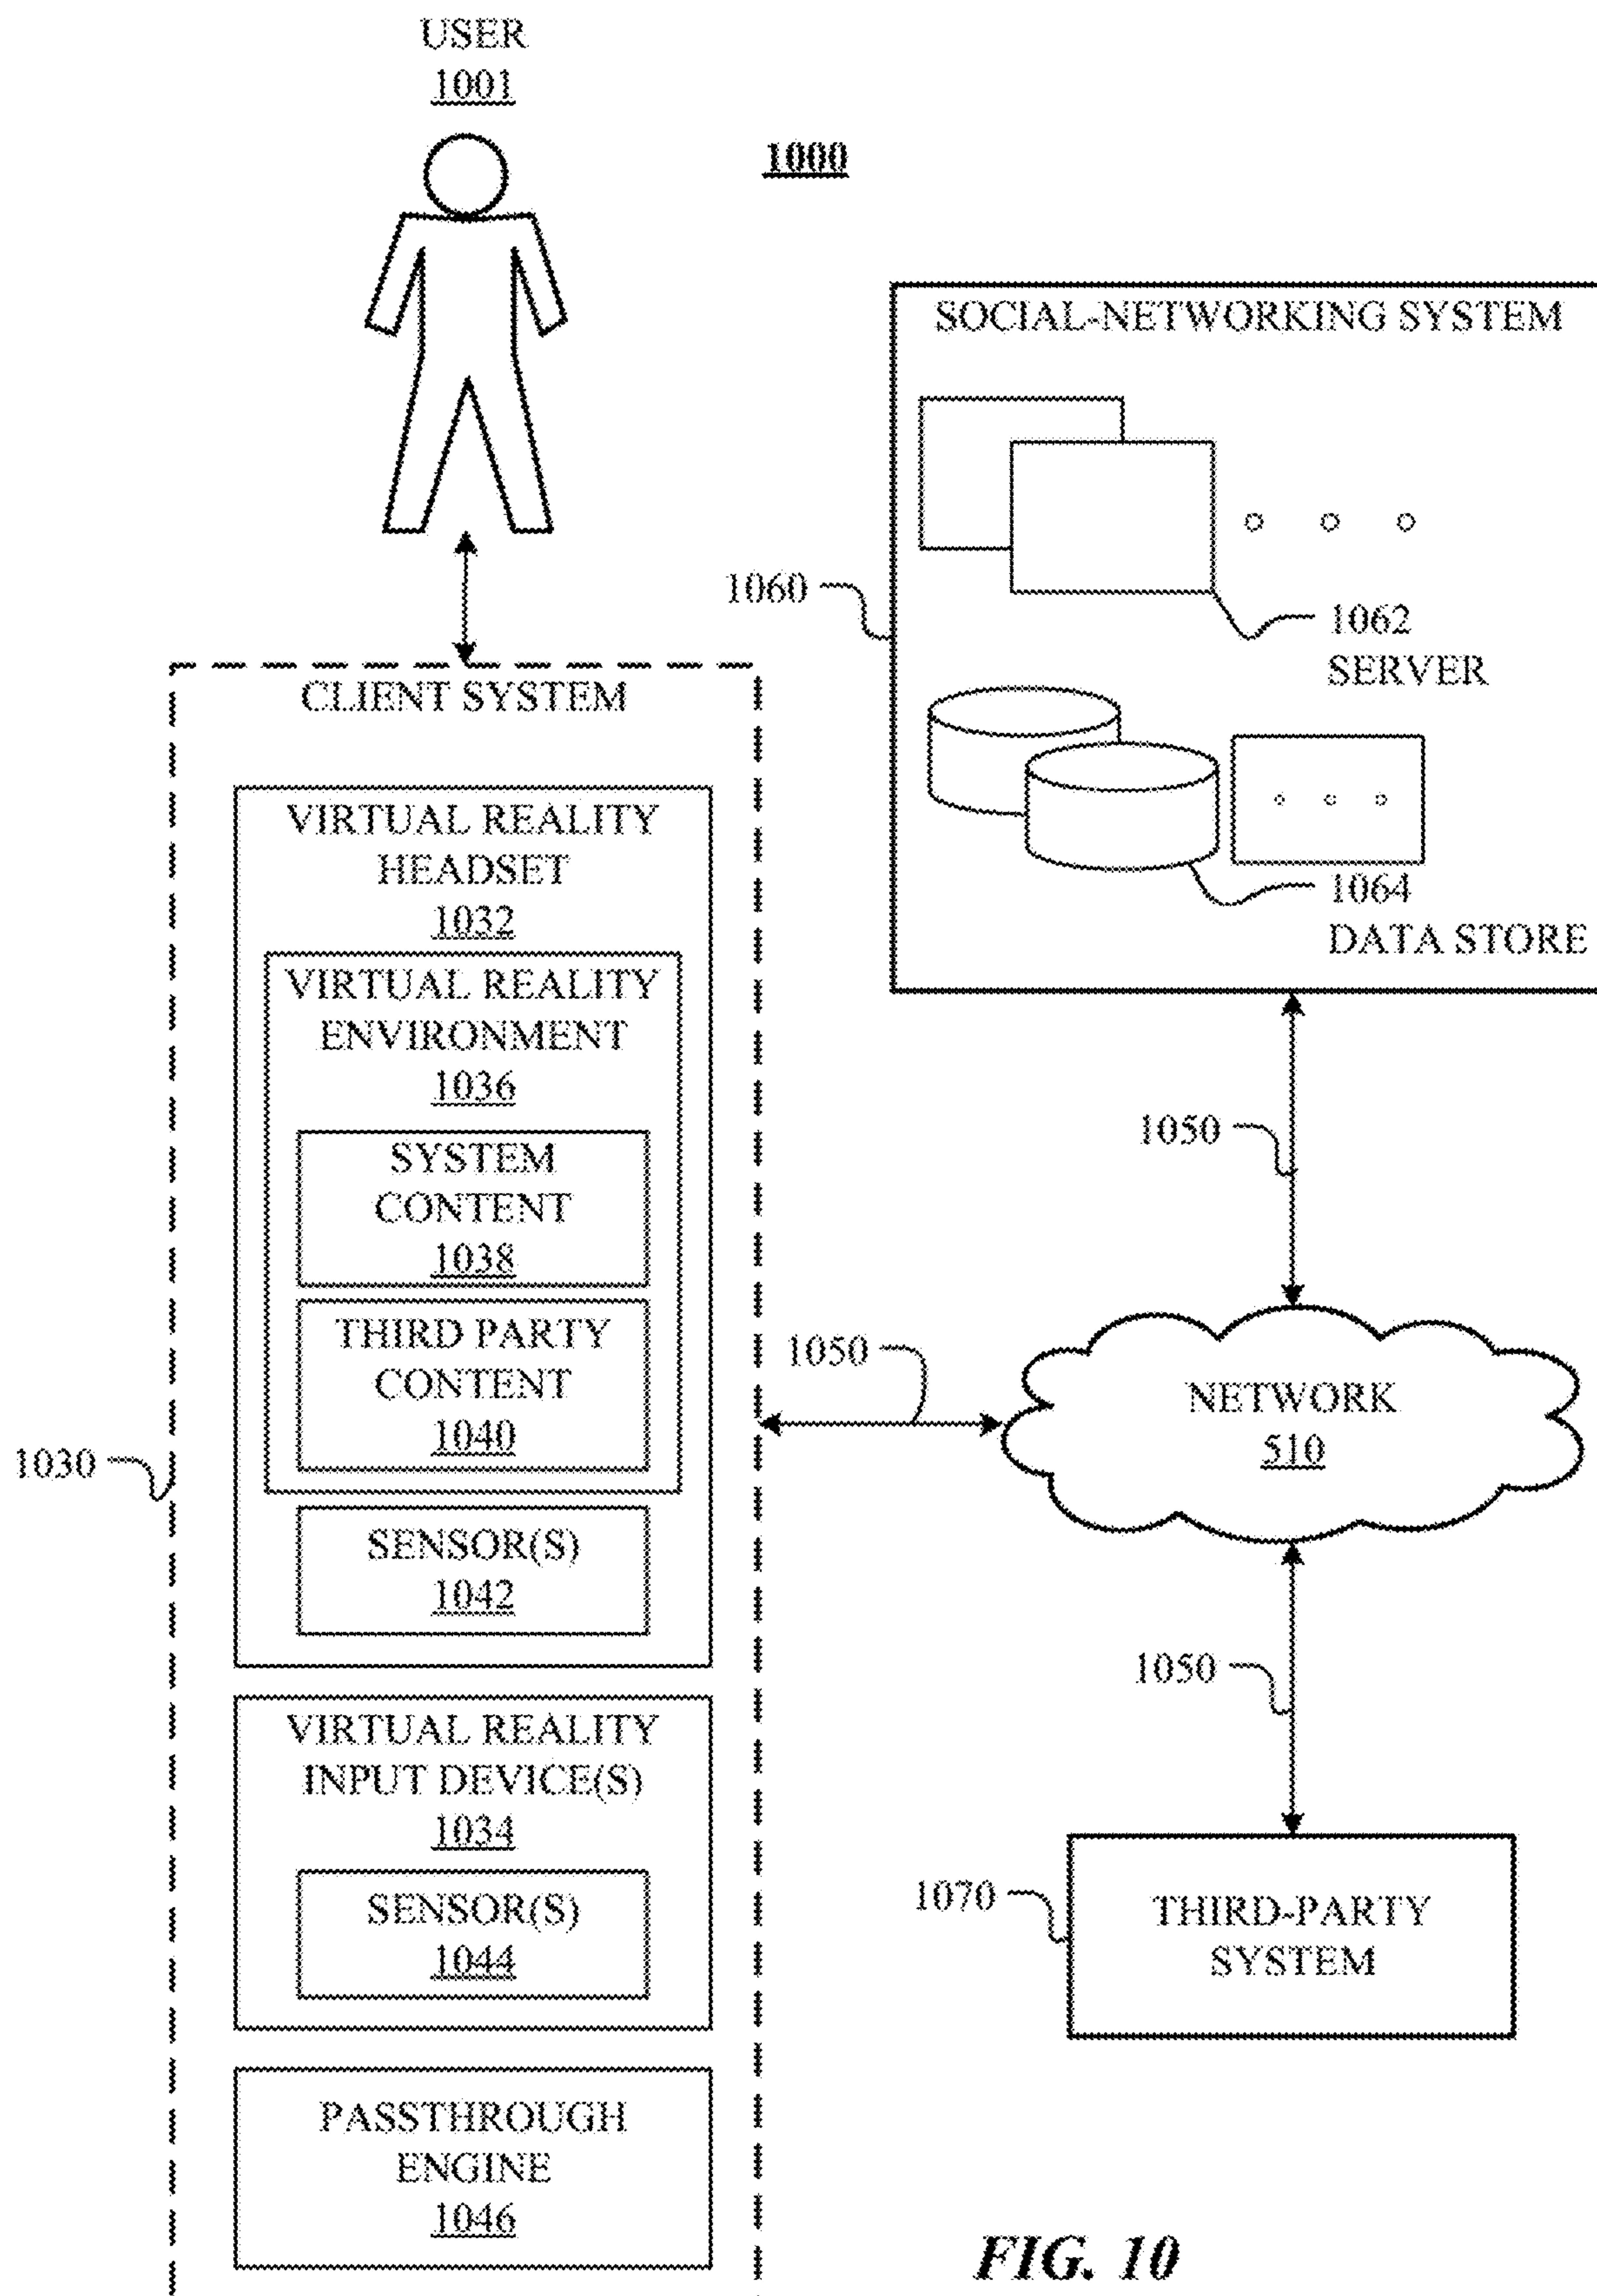 USER
1001
1000
SOCIAL-NETWORKING SYSTEM
1060
1062
SERVER
1064
DATA STORE
CLIENT SYSTEM
VIRTUAL REALITY
HEADSET
1032
VIRTUAL REALITY
ENVIRONMENT
1036
SYSTEM
CONTENT
1038
THIRD PARTY
CONTENT
1040
SENSOR(S)
1042
1030
VIRTUAL REALITY
INPUT DEVICE(S)
1034
SENSOR(S)
1044
PASSTHROUGH
ENGINE
1046
1050
1050
NETWORK
510
1050
1070
THIRD-PARTY
SYSTEM
FIG. 10